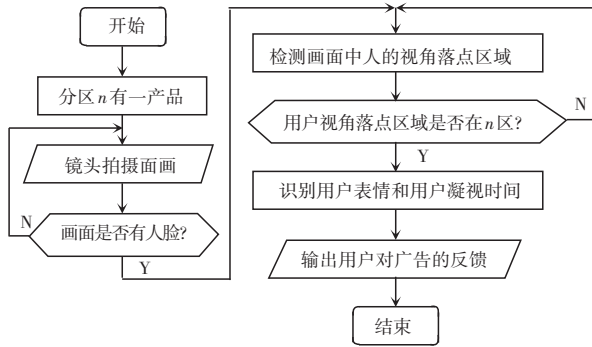 开始
分区n有一产品
镜头拍摄面画
画面是否有人脸?
N
Y
检测画面中人的视角落点区域
用户视角落点区域是否在n区?
N
Y
识别用户表情和用户凝视时间
输出用户对广告的反馈
结束